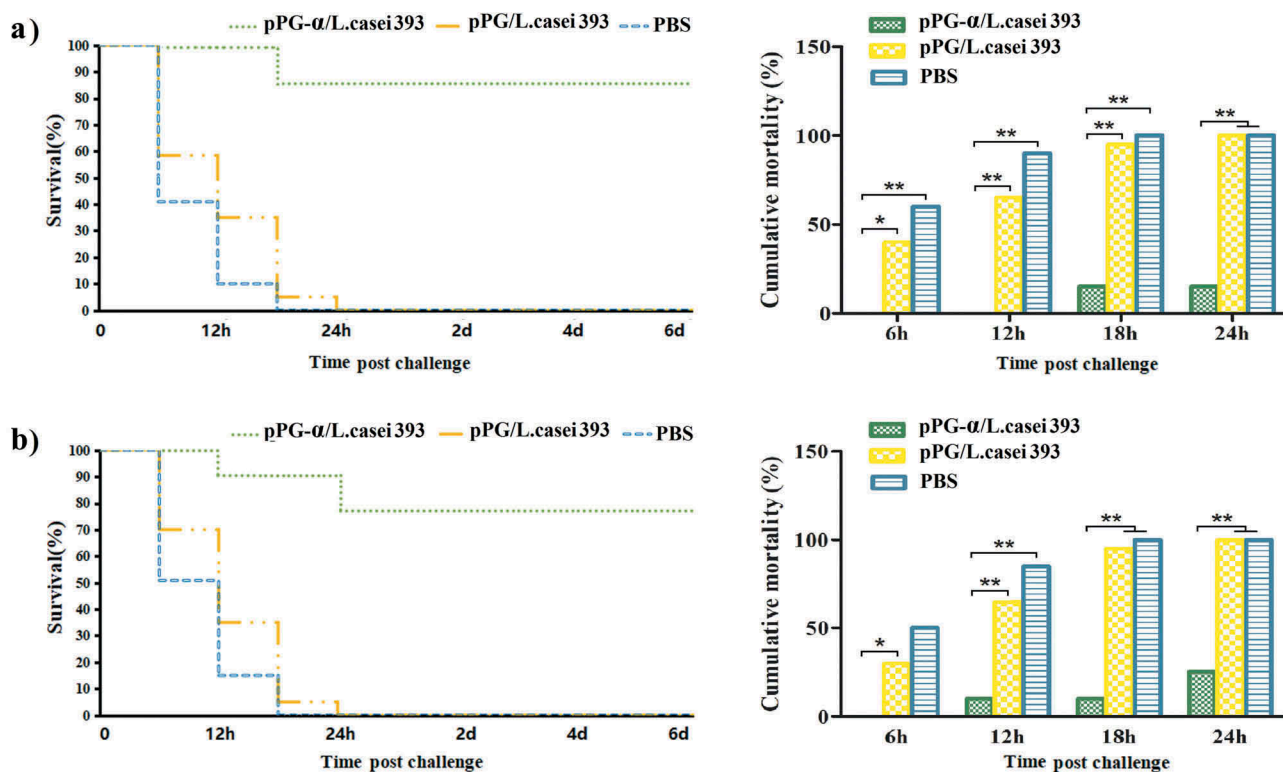 a)
pPG-α/L.casei 393 pPG/L.casei 393 PBS
Survival(%)
100
90
80
70
60
50
40
30
20
10
0
0 12h 24h 2d 4d 6d
Time post challenge
pPG-α/L.casei 393
pPG/L.casei 393
PBS
Cumulative mortality (%)
150
100
50
0
** * ** ** ** ** **
6h 12h 18h 24h
Time post challenge
b)
pPG-α/L.casei 393 pPG/L.casei 393 PBS
Survival(%)
100
90
80
70
60
50
40
30
20
10
0
0 12h 24h 2d 4d 6d
Time post challenge
pPG-α/L.casei 393
pPG/L.casei 393
PBS
Cumulative mortality (%)
150
100
50
0
* ** ** ** **
6h 12h 18h 24h
Time post challenge